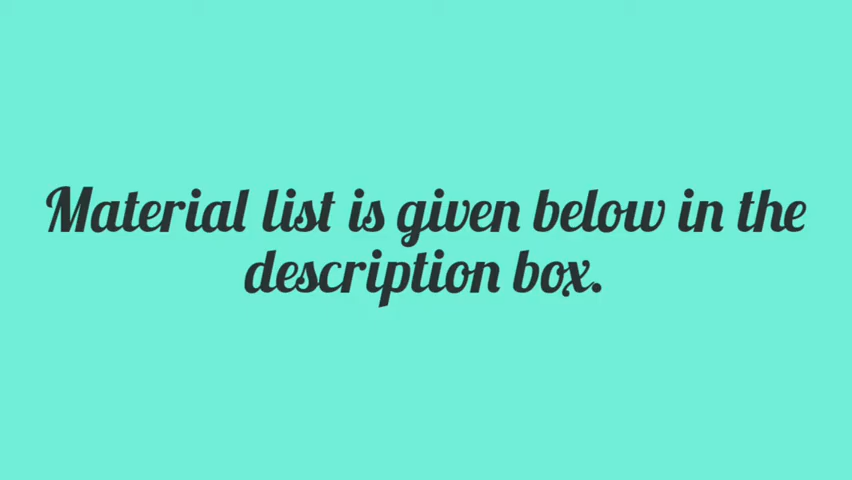 Material list is given below in the
description box.